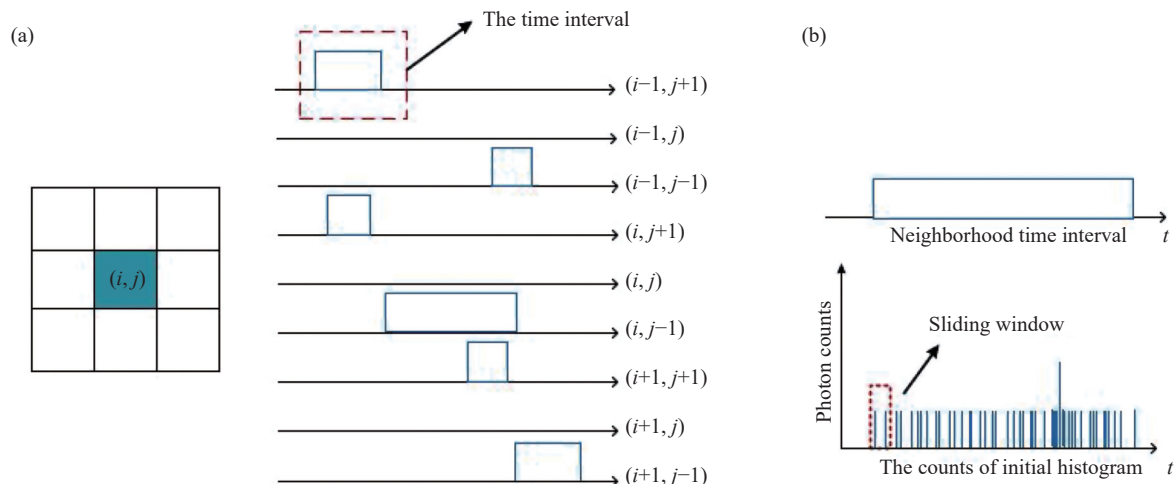 (a)
The time interval
(i−1, j+1)
(i−1, j)
(i−1, j−1)
(i, j+1)
(i, j)
(i, j)
(i, j−1)
(i+1, j+1)
(i+1, j)
(i+1, j−1)
(b)
Neighborhood time interval
t
Sliding window
Photon counts
The counts of initial histogram
t